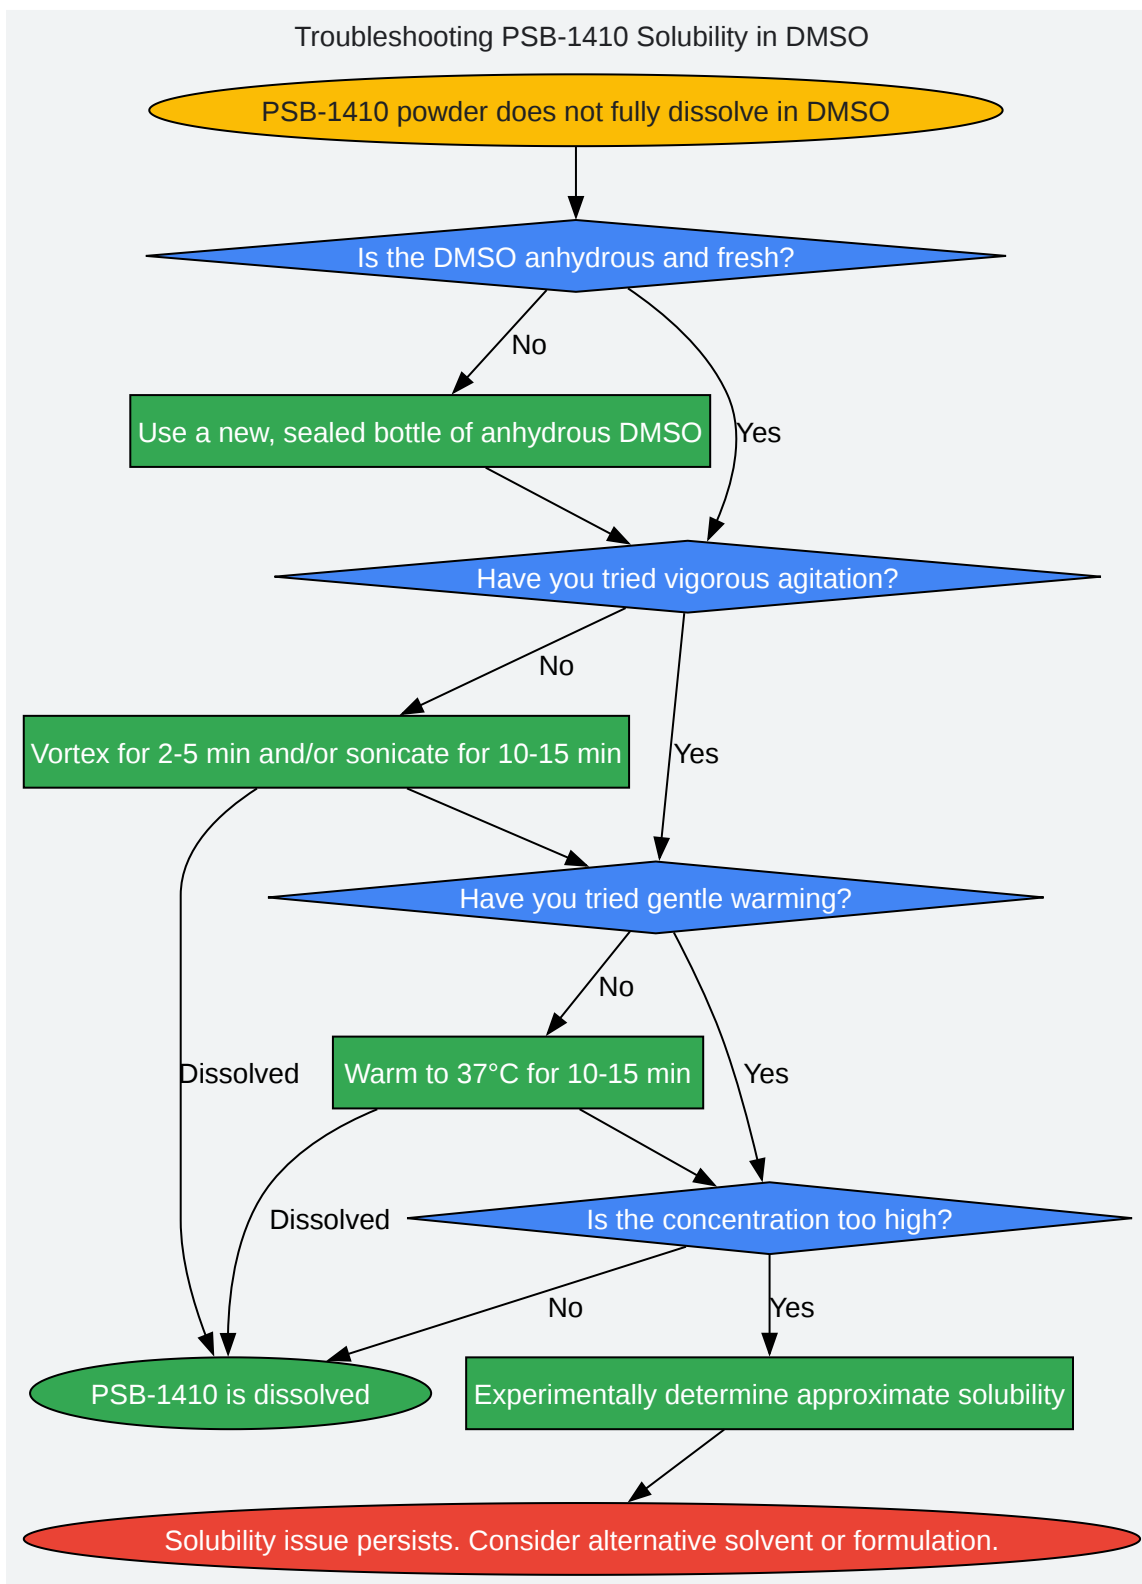 Troubleshooting PSB-1410 Solubility in DMSO
PSB-1410 powder does not fully dissolve in DMSO
Is the DMSO anhydrous and fresh?
No
Use a new, sealed bottle of anhydrous DMSO
Yes
Have you tried vigorous agitation?
No
Vortex for 2-5 min and/or sonicate for 10-15 min
Yes
Have you tried gentle warming?
No
Dissolved
Warm to 37°C for 10-15 min
Yes
Dissolved
Is the concentration too high?
No
Yes
PSB-1410 is dissolved
Experimentally determine approximate solubility
Solubility issue persists. Consider alternative solvent or formulation.